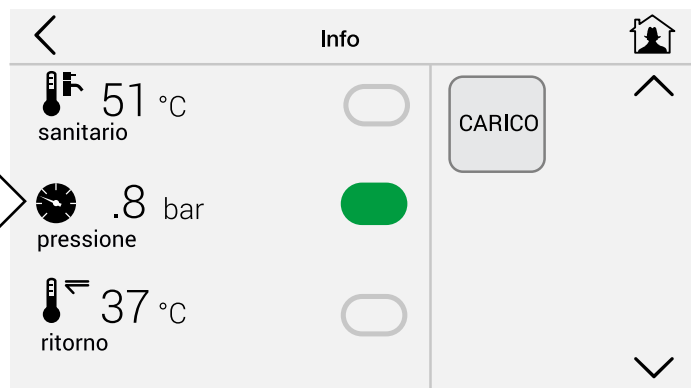 Info
51 °C
sanitario
CARICO
.8 bar
pressione
37 °C
ritorno